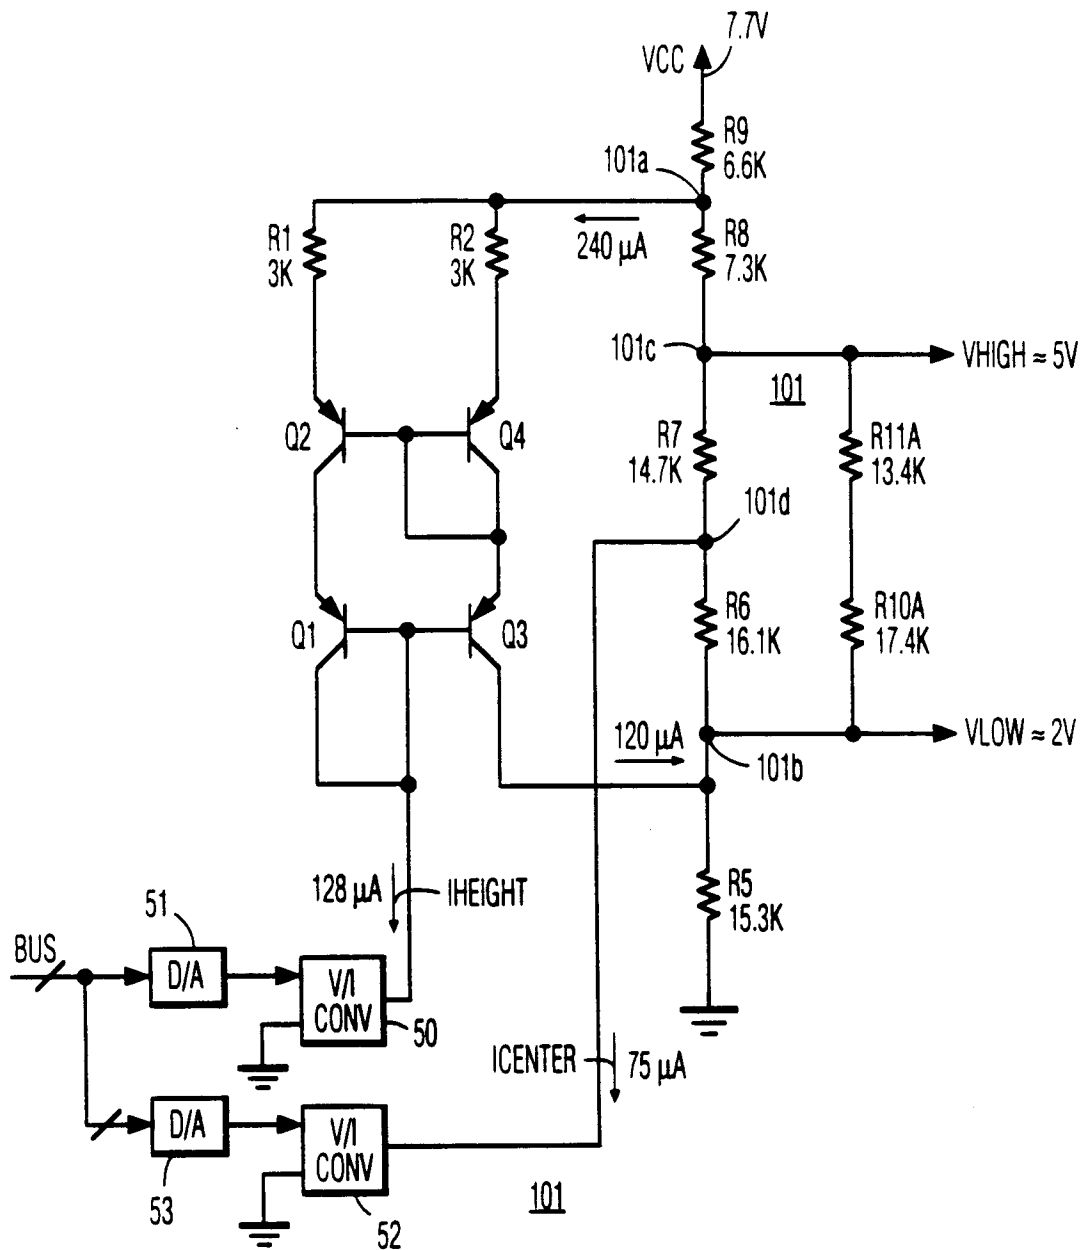 7.7V
VCC
R9
6.6K
101a
R1
3K
R2
3K
240 µA
R8
7.3K
101c
VHIGH ≈ 5V
101
Q2
Q4
R7
14.7K
R11A
13.4K
101d
Q1
Q3
R6
16.1K
R10A
17.4K
120 µA
VLOW ≈ 2V
101b
128 µA
IHEIGHT
R5
15.3K
51
BUS
D/A
V/I
CONV
50
ICENTER
75 µA
D/A
V/I
CONV
53
52
101